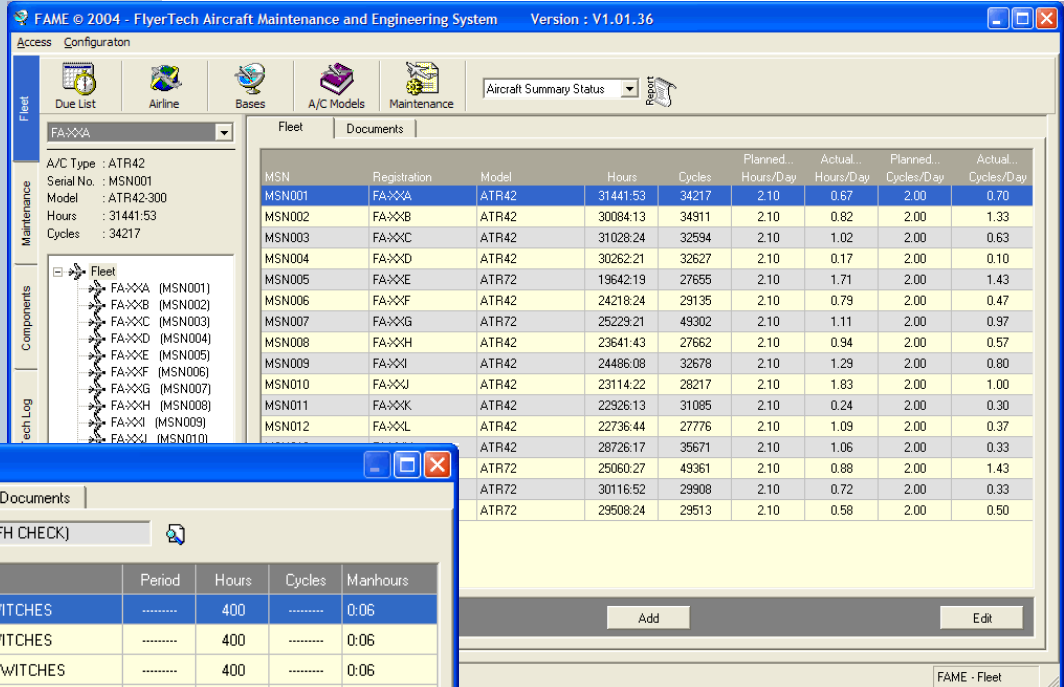 FAME © 2004 - FlyerTech Aircraft Maintenance and Engineering System Version : V1.01.36
Access Configuraton
Due List Airline Bases A/C Models Maintenance Aircraft Summary Status Report
Fleet
Maintenance
Components
Tech Log
FA-XXA
A/C Type : ATR42
Serial No. : MSN001
Model : ATR42-300
Hours : 31441:53
Cycles : 34217
Fleet
FA-XXA (MSN001)
FA-XXB (MSN002)
FA-XXC (MSN003)
FA-XXD (MSN004)
FA-XXE (MSN005)
FA-XXF (MSN006)
FA-XXG (MSN007)
FA-XXH (MSN008)
FA-XXI (MSN009)
FA-XXJ (MSN010)
Fleet Documents
MSN Registration Model Hours Cycles Planned... Hours/Day Actual... Hours/Day Planned... Cycles/Day Actual... Cycles/Day
MSN001 FA-XXA ATR42 31441:53 34217 2.10 0.67 2.00 0.70
MSN002 FA-XXB ATR42 30084:13 34911 2.10 0.82 2.00 1.33
MSN003 FA-XXC ATR42 31028:24 32594 2.10 1.02 2.00 0.63
MSN004 FA-XXD ATR42 30262:21 32627 2.10 0.17 2.00 0.10
MSN005 FA-XXE ATR72 19642:19 27655 2.10 1.71 2.00 1.43
MSN006 FA-XXF ATR42 24218:24 29135 2.10 0.79 2.00 0.47
MSN007 FA-XXG ATR72 25229:21 49302 2.10 1.11 2.00 0.97
MSN008 FA-XXH ATR42 23641:43 27662 2.10 0.94 2.00 0.57
MSN009 FA-XXI ATR42 24486:08 32678 2.10 1.29 2.00 0.80
MSN010 FA-XXJ ATR42 23114:22 28217 2.10 1.83 2.00 1.00
MSN011 FA-XXK ATR42 22926:13 31085 2.10 0.24 2.00 0.30
MSN012 FA-XXL ATR42 22736:44 27776 2.10 1.09 2.00 0.37
ATR42 28726:17 35671 2.10 1.06 2.00 0.33
ATR72 25060:27 49361 2.10 0.88 2.00 1.43
ATR72 30116:52 29908 2.10 0.72 2.00 0.33
ATR72 29508:24 29513 2.10 0.58 2.00 0.50
Add Edit
FAME - Fleet
Documents
FH CHECK)
Period Hours Cycles Manhours
WITCHES --------- 400 --------- 0:06
WITCHES --------- 400 --------- 0:06
WITCHES --------- 400 --------- 0:06